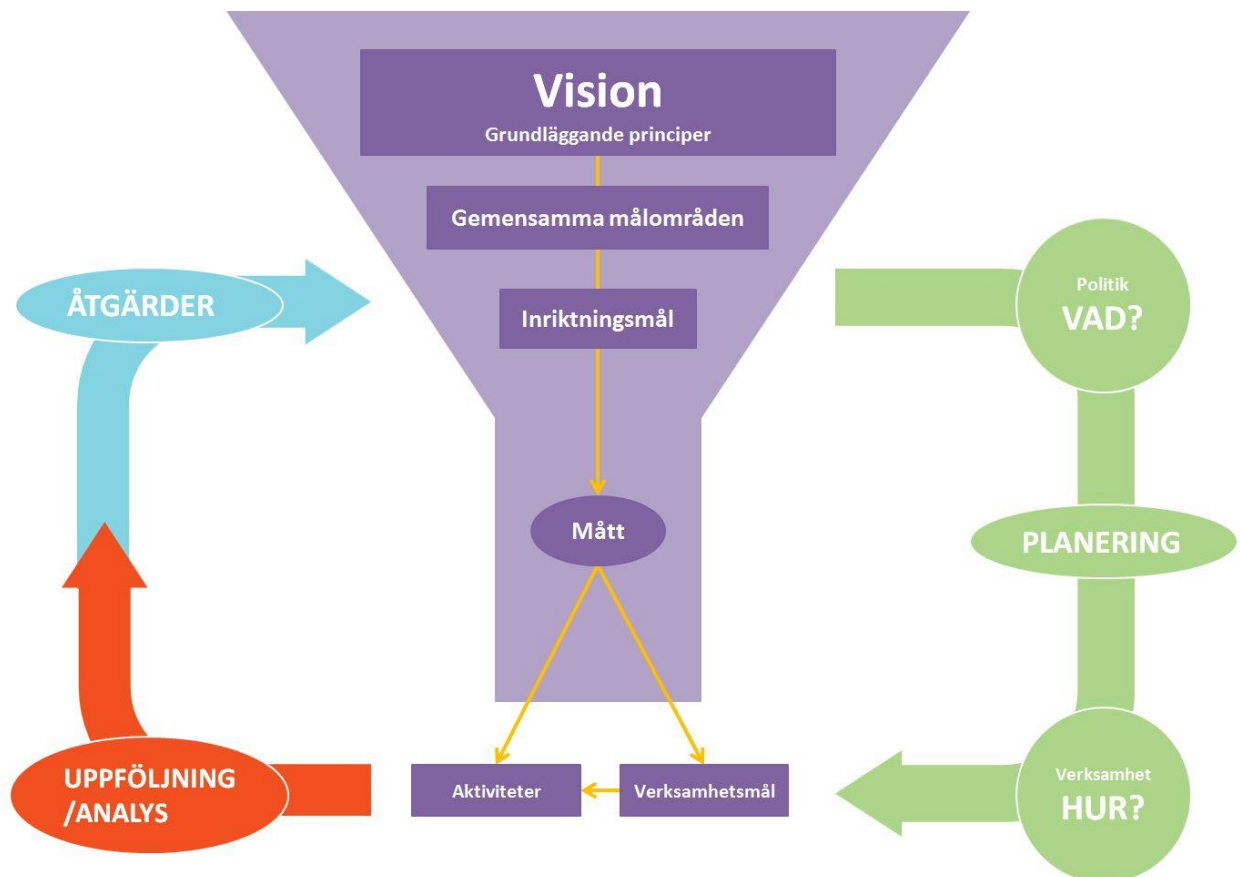 Vision
Grundläggande principer
Gemensamma målområden
Inriktningsmål
Mått
Aktiviteter
Verksamhetsmål
Politik
VAD?
PLANERING
Verksamhet
HUR?
UPPFÖLJNING
/ANALYS
ÅTGÄRDER